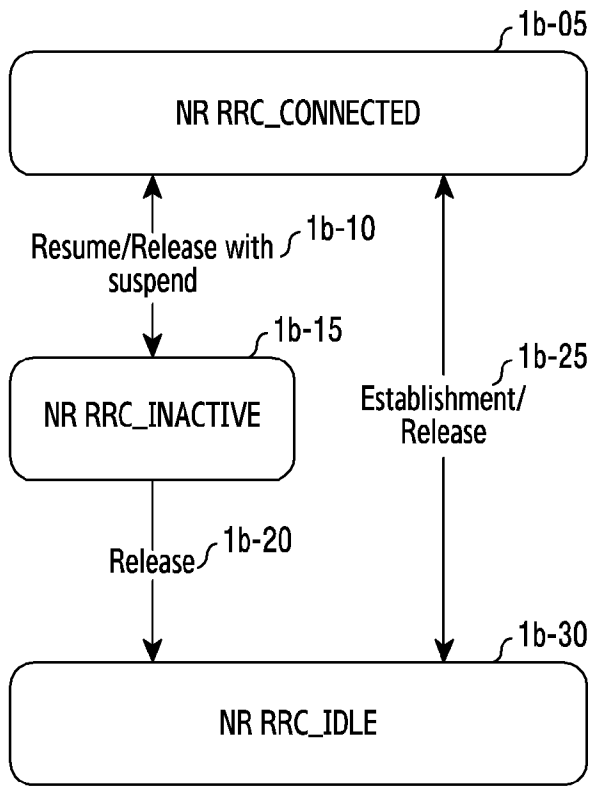 1b-05
NR RRC_CONNECTED
Resume/Release with
suspend
1b-10
1b-15
NR RRC_INACTIVE
1b-25
Establishment/
Release
Release
1b-20
1b-30
NR RRC_IDLE